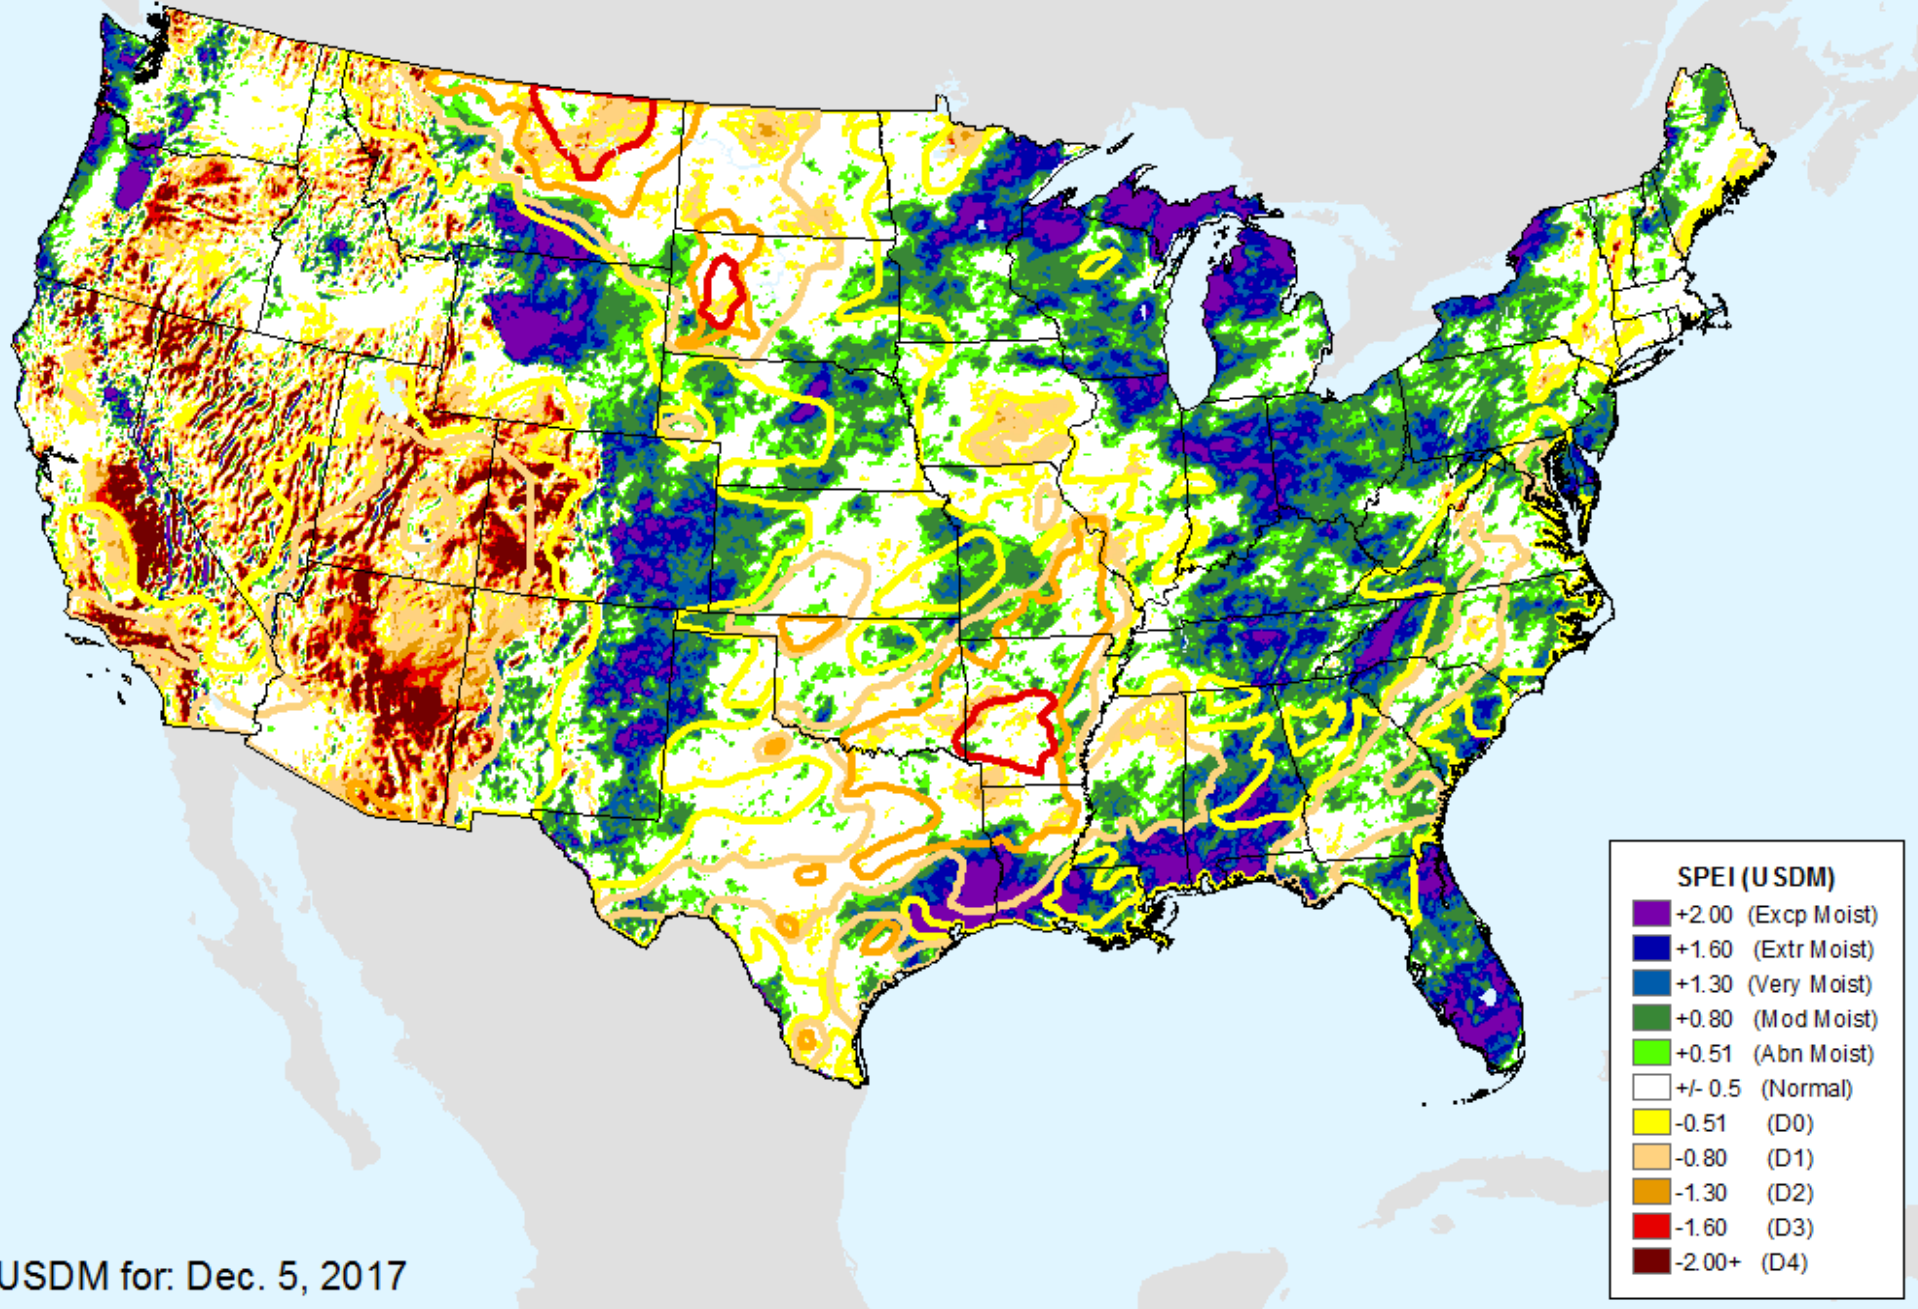 SPEI (USDM)
+2.00 (Excp Moist)
+1.60 (Extr Moist)
+1.30 (Very Moist)
+0.80 (Mod Moist)
+0.51 (Abn Moist)
+/- 0.5 (Normal)
-0.51 (D0)
-0.80 (D1)
-1.30 (D2)
-1.60 (D3)
-2.00+ (D4)
USDM for: Dec. 5, 2017